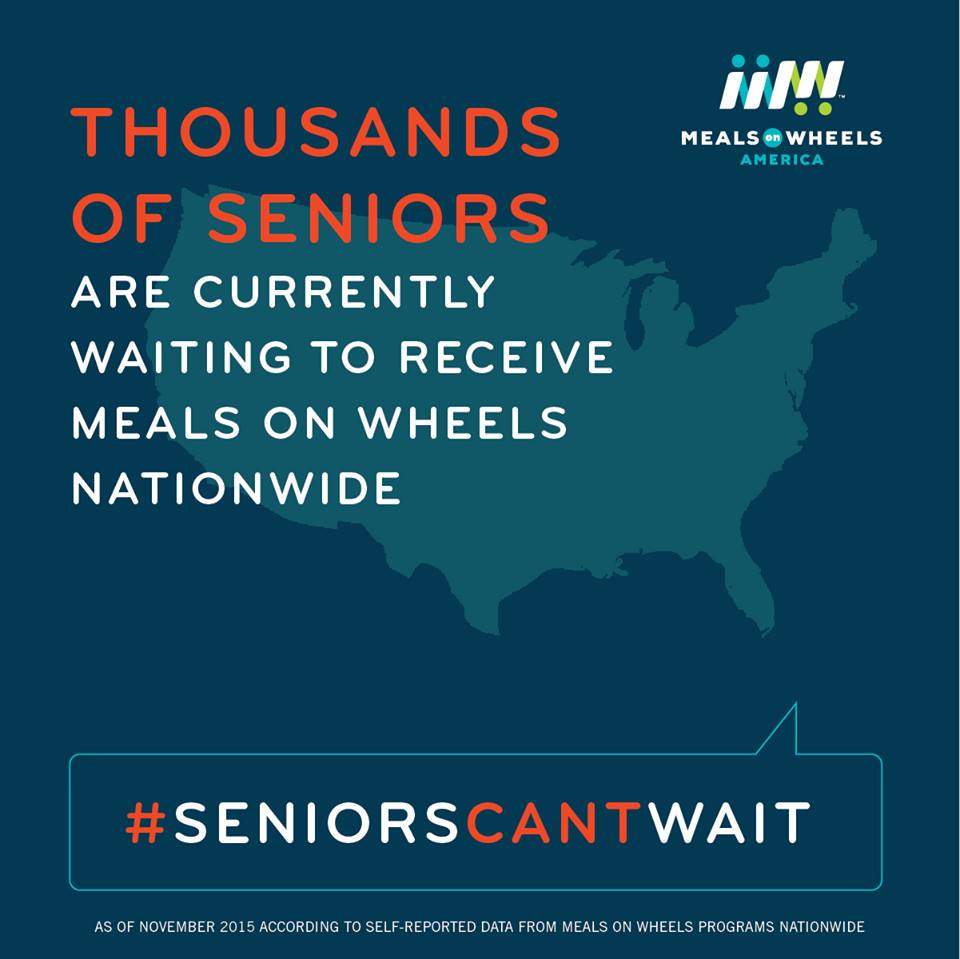 MEALS on WHEELS
AMERICA
THOUSANDS
OF SENIORS
ARE CURRENTLY
WAITING TO RECEIVE
MEALS ON WHEELS
NATIONWIDE
#SENIORSCANTWAIT
AS OF NOVEMBER 2015 ACCORDING TO SELF-REPORTED DATA FROM MEALS ON WHEELS PROGRAMS NATIONWIDE